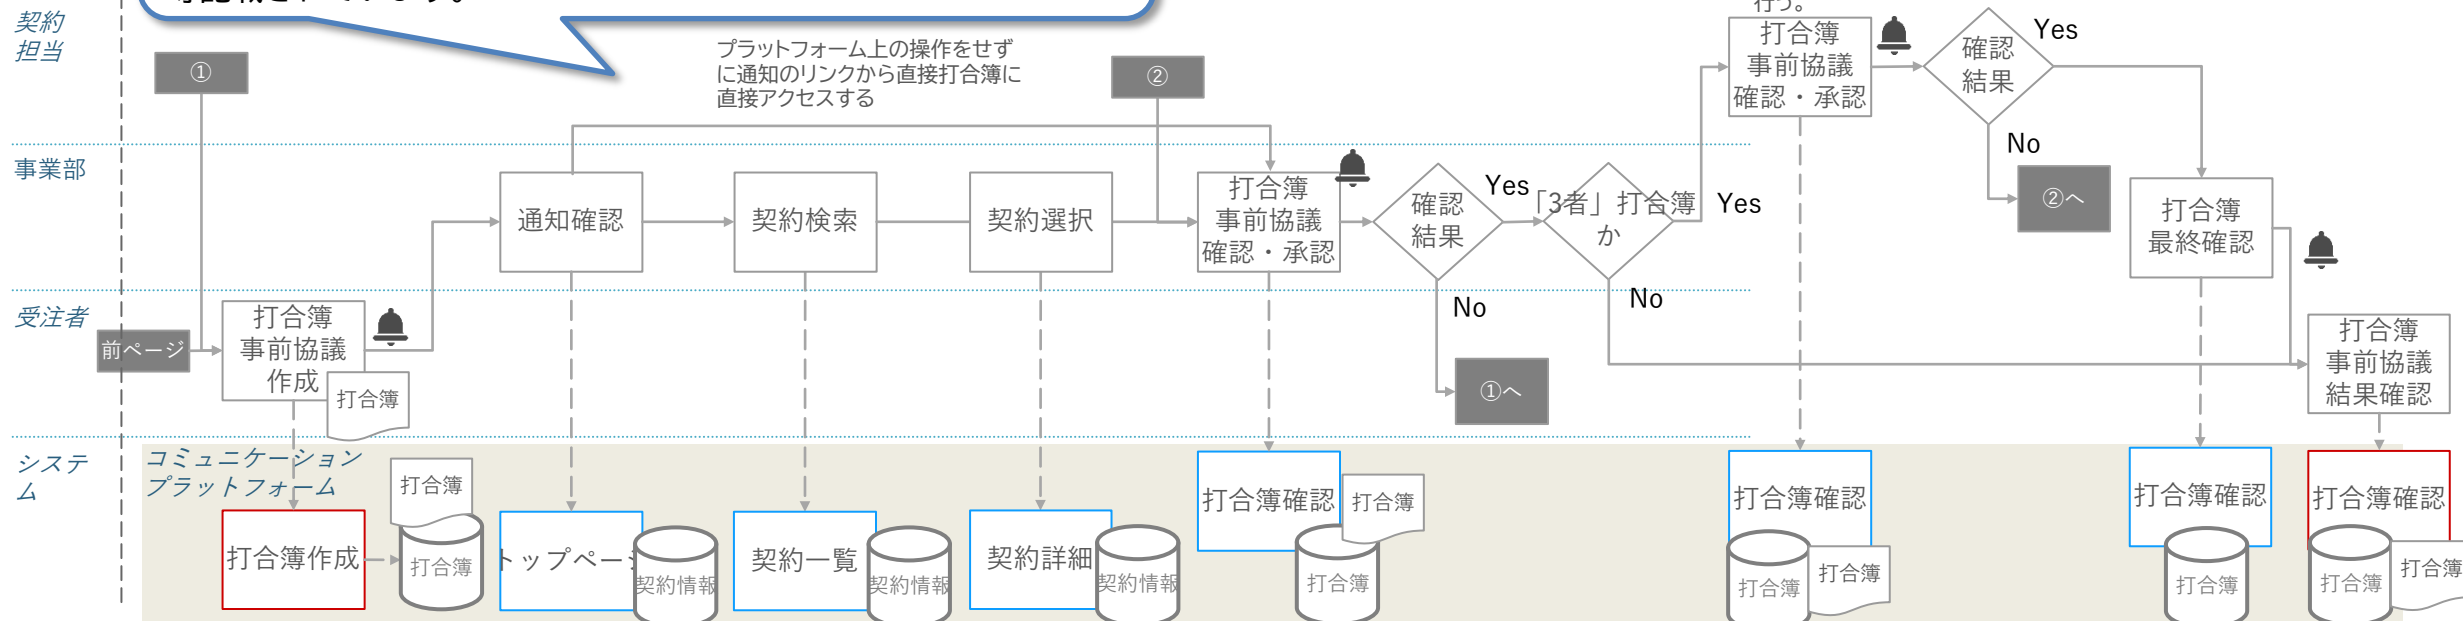 契約
担当
①
プラットフォーム上の操作をせず
に通知のリンクから直接打合簿に
直接アクセスする
②
行う。
打合簿
事前協議
確認・承認
確認
結果
Yes
No
②へ
事業部
通知確認
契約検索
契約選択
打合簿
事前協議
確認・承認
確認
結果
Yes
No
①へ
「3者」打合簿
か
Yes
No
打合簿
最終確認
受注者
前ページ
打合簿
事前協議
作成
打合簿
打合簿
事前協議
結果確認
システ
ム
コミュニケーション
プラットフォーム
打合簿作成
打合簿
打合簿
トップページ
契約情報
契約一覧
契約情報
契約詳細
契約情報
打合簿確認
打合簿
打合簿
打合簿確認
打合簿
打合簿
打合簿確認
打合簿
打合簿確認
打合簿
打合簿